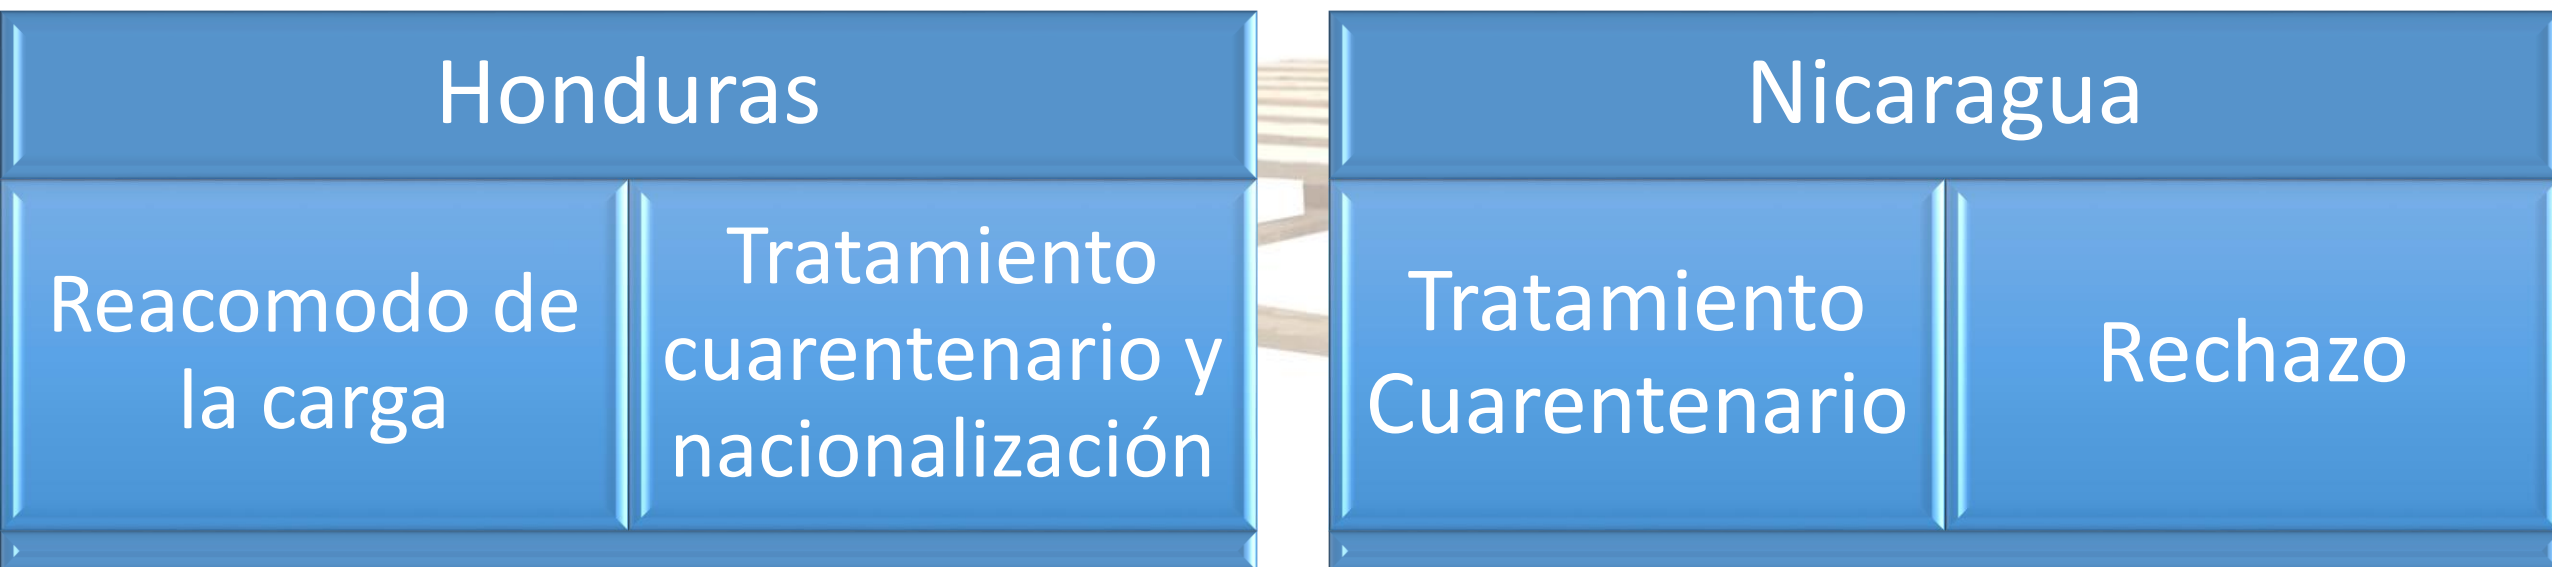 Honduras
Reacomodo de
la carga
Tratamiento
cuarentenario y
nacionalización
Nicaragua
Tratamiento
Cuarentenario
Rechazo